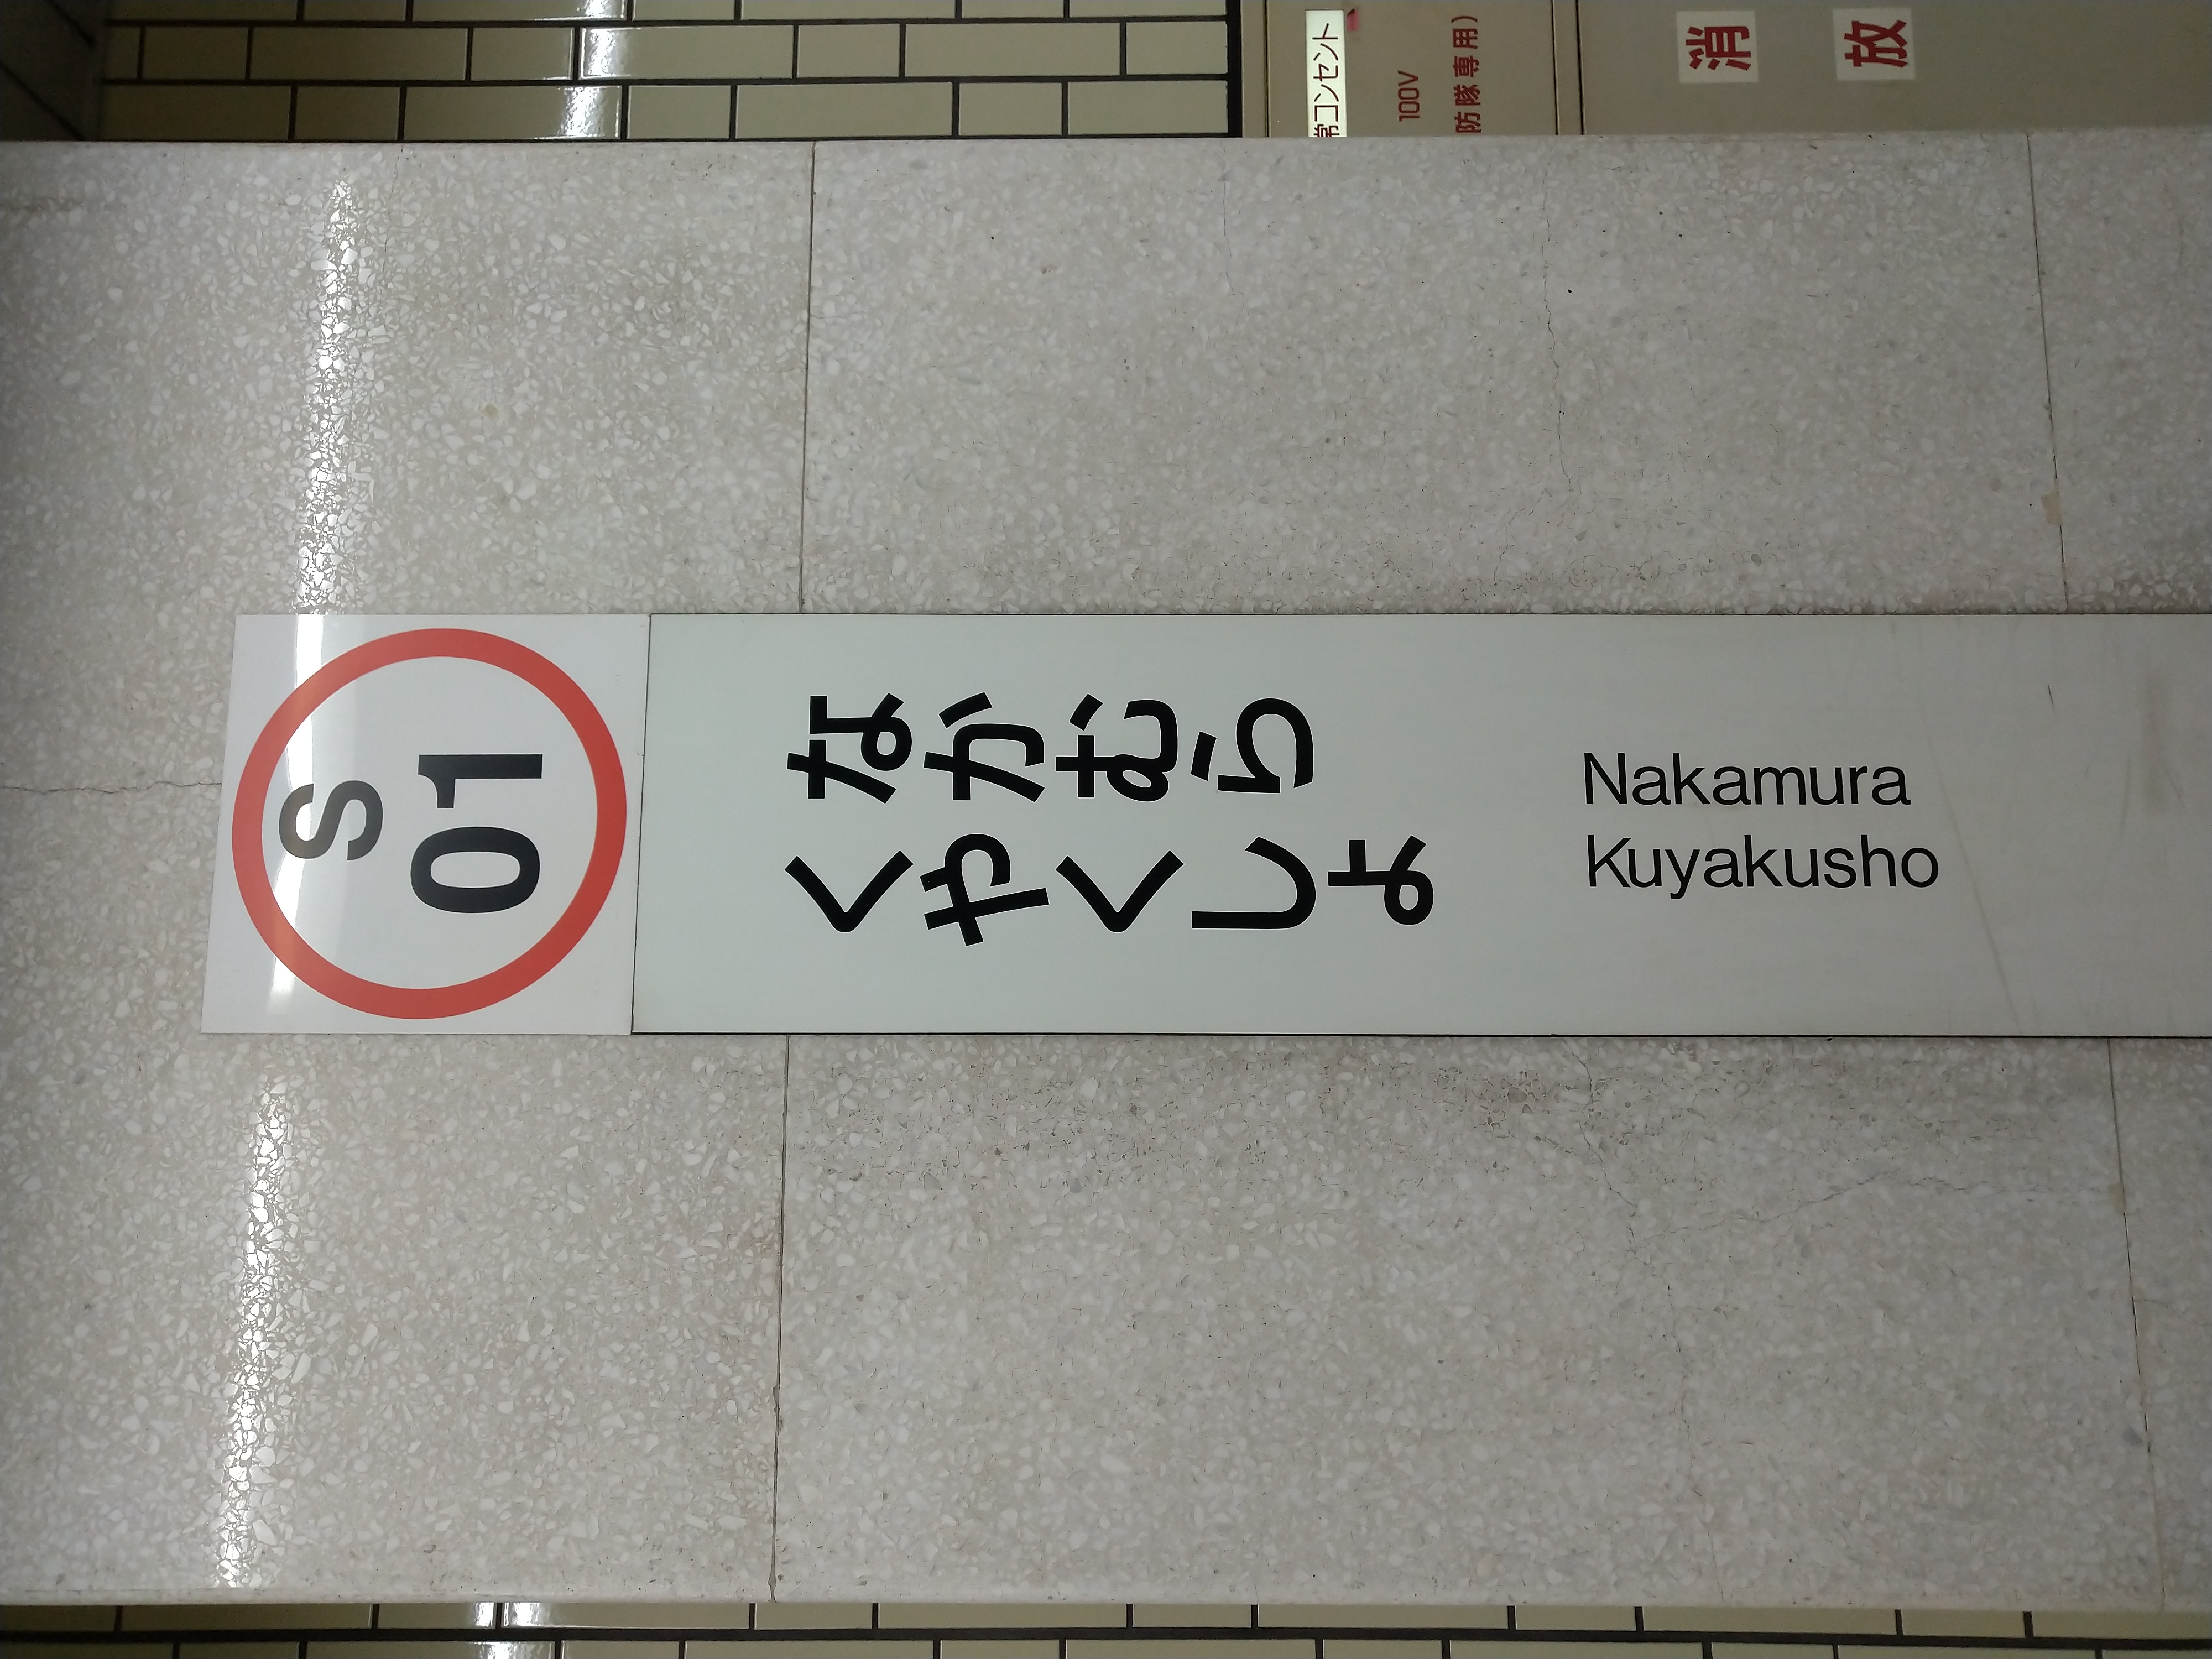 S
01
なかむら
くやくしょ
Nakamura
Kuyakusho
常コンセント
100V
防隊専用)
消
放